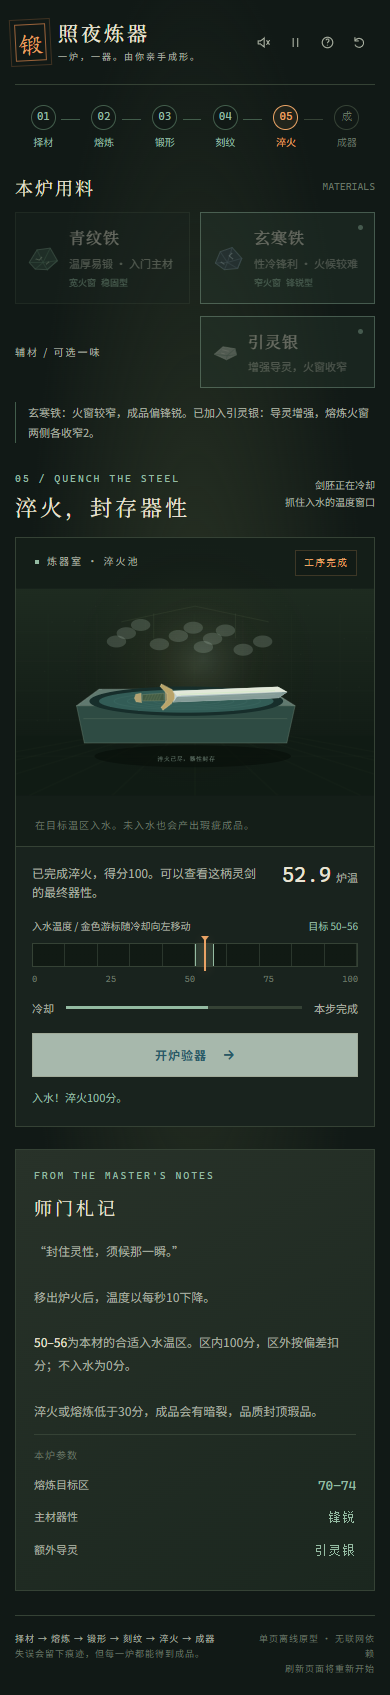 锻
照夜炼器
一炉，一器。由你亲手成形。
01 02 03 04 05 成
择材 熔炼 锻形 刻纹 淬火 成器
本炉用料 MATERIALS
青纹铁
温厚易锻 · 入门主材
宽火窗 稳固型
玄寒铁
性冷锋利 · 火候较难
窄火窗 锋锐型
辅材 / 可选一味
引灵银
增强导灵，火窗收窄
玄寒铁：火窗较窄，成品偏锋锐。已加入引灵银：导灵增强，熔炼火窗
两侧各收窄2。
05 / QUENCH THE STEEL
淬火，封存器性
剑胚正在冷却
抓住入水的温度窗口
炼器室 · 淬火池
工序完成
淬火已毕，器性封存
在目标温区入水。未入水也会产出瑕疵成品。
已完成淬火，得分100。可以查看这柄灵剑
的最终器性。
52.9 炉温
入水温度 / 金色游标随冷却向左移动 目标 50–56
0 25 50 75 100
冷却 本步完成
开炉验器 →
入水！淬火100分。
FROM THE MASTER'S NOTES
师门札记
“封住灵性，须候那一瞬。”
移出炉火后，温度以每秒10下降。
50–56为本材的合适入水温区。区内100分，区外按偏差扣
分；不入水为0分。
淬火或熔炼低于30分，成品会有暗裂，品质封顶瑕品。
本炉参数
熔炼目标区 70–74
主材器性 锋锐
额外导灵 引灵银
择材 → 熔炼 → 锻形 → 刻纹 → 淬火 → 成器
失误会留下痕迹，但每一炉都能得到成品。
单页离线原型 · 无联网依
赖
刷新页面将重新开始